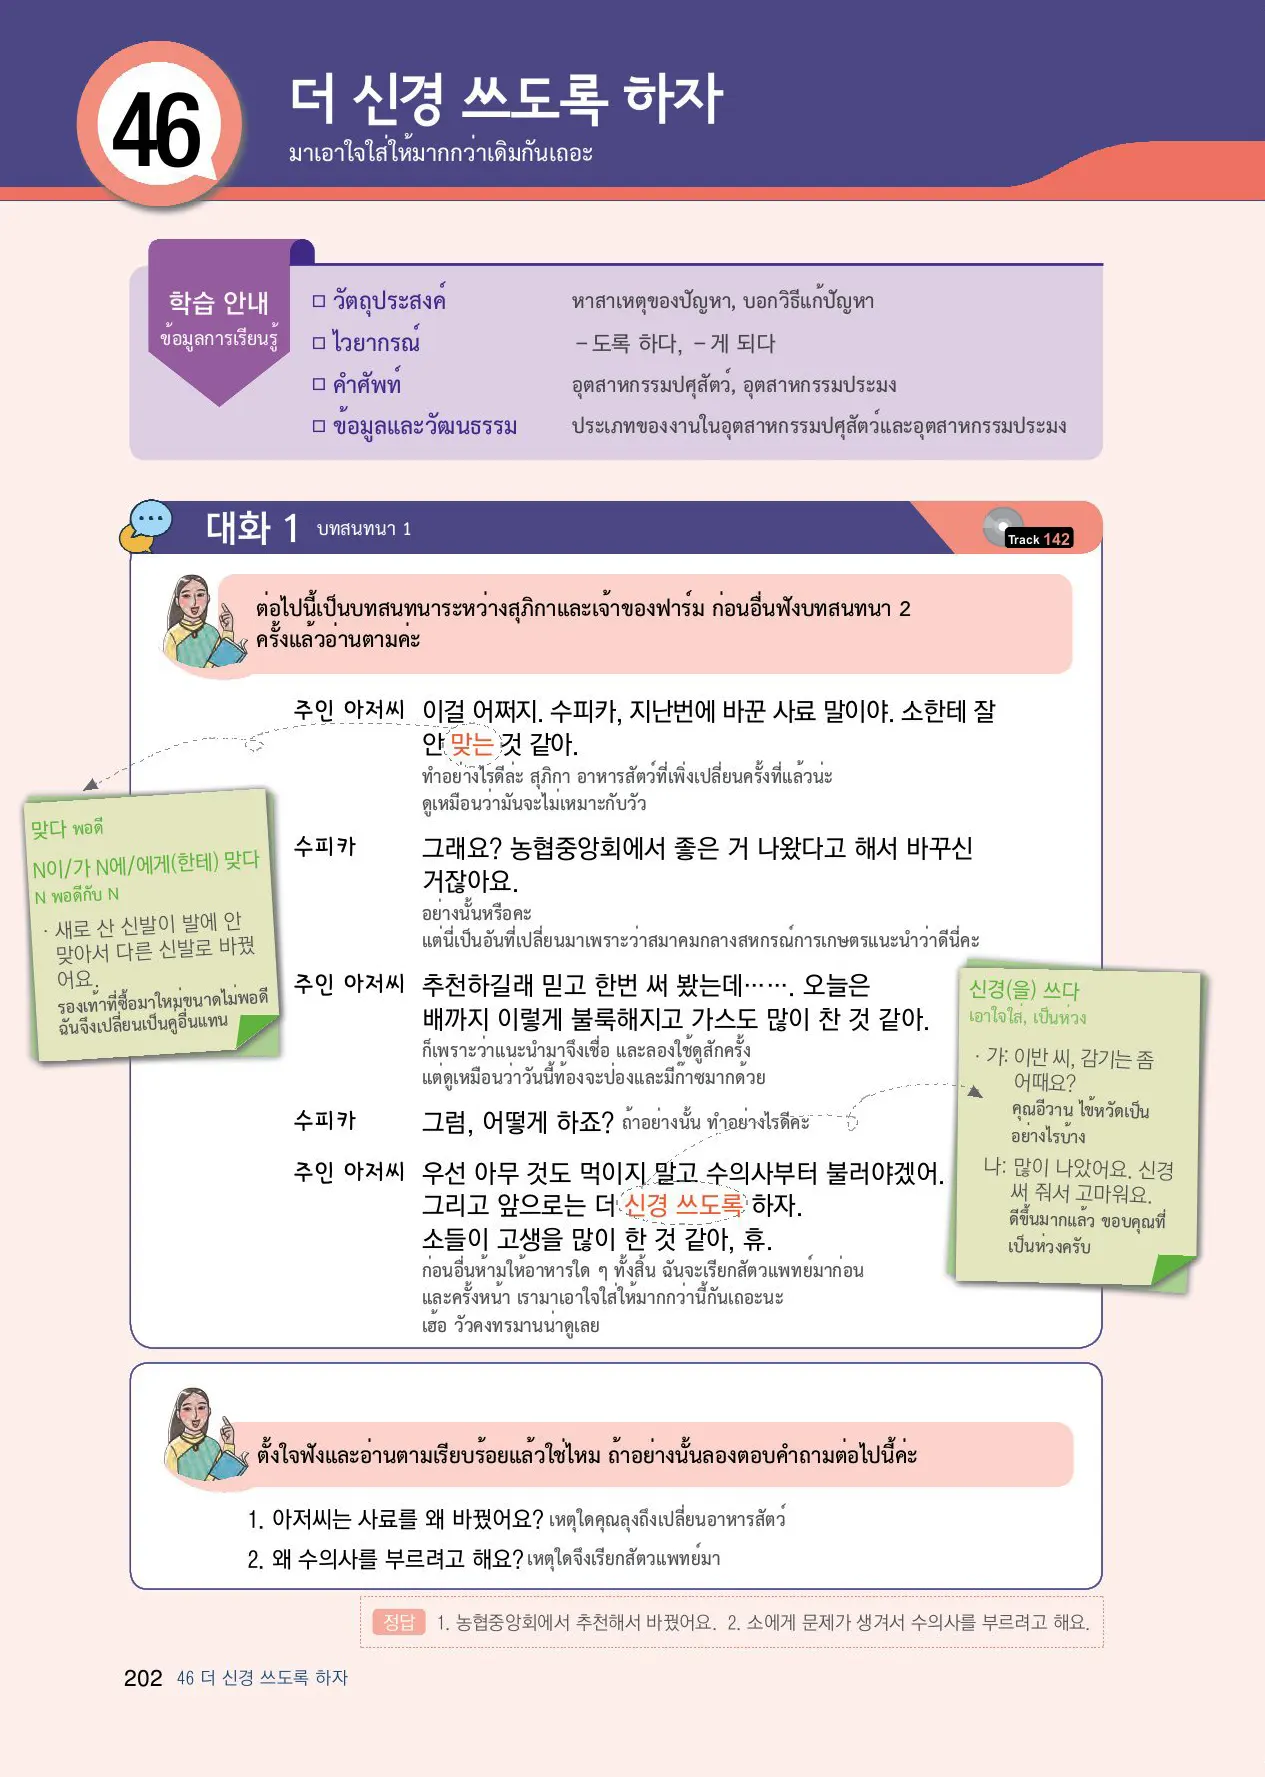 46
더 신경 쓰도록 하자
มาเอาใจใส่ให้มากกว่าเดิมกันเถอะ
학습 안내
ข้อมูลการเรียนรู้
□ วัตถุประสงค์ หาสาเหตุของปัญหา, บอกวิธีแก้ปัญหา
□ ไวยากรณ์ －도록 하다, －게 되다
□ คำศัพท์ อุตสาหกรรมปศุสัตว์, อุตสาหกรรมประมง
□ ข้อมูลและวัฒนธรรม ประเภทของงานในอุตสาหกรรมปศุสัตว์และอุตสาหกรรมประมง
대화 1 บทสนทนา 1
Track 142
ต่อไปนี้เป็นบทสนทนาระหว่างสุภิกาและเจ้าของฟาร์ม ก่อนอื่นฟังบทสนทนา 2
ครั้งแล้วอ่านตามค่ะ
주인 아저씨 이걸 어쩌지. 수피카, 지난번에 바꾼 사료 말이야. 소한테 잘
안 맞는 것 같아.
ทำอย่างไรดีล่ะ สุภิกา อาหารสัตว์ที่เพิ่งเปลี่ยนครั้งที่แล้วน่ะ
ดูเหมือนว่ามันจะไม่เหมาะกับวัว
수피카 그래요? 농협중앙회에서 좋은 거 나왔다고 해서 바꾸신
거잖아요.
อย่างนั้นหรือคะ
แต่นี่เป็นอันที่เปลี่ยนมาเพราะว่าสมาคมกลางสหกรณ์การเกษตรแนะนำว่าดีนี่คะ
주인 아저씨 추천하길래 믿고 한번 써 봤는데……. 오늘은
배까지 이렇게 불룩해지고 가스도 많이 찬 것 같아.
ก็เพราะว่าแนะนำมาจึงเชื่อ และลองใช้ดูสักครั้ง
แต่ดูเหมือนว่าวันนี้ท้องจะป่องและมีก๊าซมากด้วย
수피카 그럼, 어떻게 하죠? ถ้าอย่างนั้น ทำอย่างไรดีคะ
주인 아저씨 우선 아무 것도 먹이지 말고 수의사부터 불러야겠어.
그리고 앞으로는 더 신경 쓰도록 하자.
소들이 고생을 많이 한 것 같아, 휴.
ก่อนอื่นห้ามให้อาหารใด ๆ ทั้งสิ้น ฉันจะเรียกสัตวแพทย์มาก่อน
และครั้งหน้า เรามาเอาใจใส่ให้มากกว่านี้กันเถอะนะ
เฮ้อ วัวคงทรมานน่าดูเลย
맞다 พอดี
N이/가 N에/에게(한테) 맞다
N พอดีกับ N
· 새로 산 신발이 발에 안
맞아서 다른 신발로 바꿨
어요.
รองเท้าที่ซื้อมาใหม่ขนาดไม่พอดี
ฉันจึงเปลี่ยนเป็นคู่อื่นแทน
신경(을) 쓰다
เอาใจใส่, เป็นห่วง
· 가: 이반 씨, 감기는 좀
어때요?
คุณอีวาน ไข้หวัดเป็น
อย่างไรบ้าง
나: 많이 나았어요. 신경
써 줘서 고마워요.
ดีขึ้นมากแล้ว ขอบคุณที่
เป็นห่วงครับ
ตั้งใจฟังและอ่านตามเรียบร้อยแล้วใช่ไหม ถ้าอย่างนั้นลองตอบคำถามต่อไปนี้ค่ะ
1. 아저씨는 사료를 왜 바꿨어요? เหตุใดคุณลุงถึงเปลี่ยนอาหารสัตว์
2. 왜 수의사를 부르려고 해요? เหตุใดจึงเรียกสัตวแพทย์มา
정답 1. 농협중앙회에서 추천해서 바꿨어요. 2. 소에게 문제가 생겨서 수의사를 부르려고 해요.
202 46 더 신경 쓰도록 하자